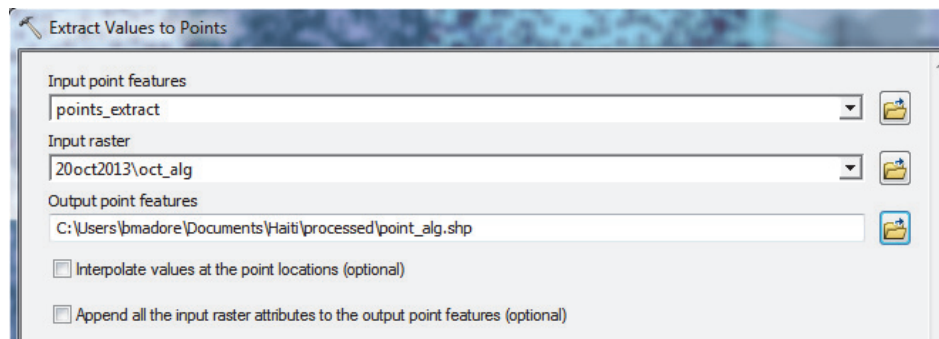 Extract Values to Points
Input point features
points_extract
Input raster
20oct2013\oct_alg
Output point features
C:\Users\bmadore\Documents\Haiti\processed\point_alg.shp
Interpolate values at the point locations (optional)
Append all the input raster attributes to the output point features (optional)